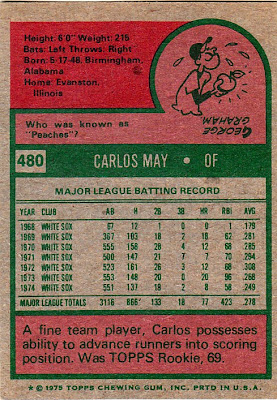 Height: 6'0" Weight: 215
Bats: Left Throws: Right
Born: 5-17-48, Birmingham,
Alabama
Home: Evanston,
Illinois
Who was known as
"Peaches"?
GEORGE
GRAHAM
480 CARLOS MAY • OF
MAJOR LEAGUE BATTING RECORD
YEAR CLUB AB H 2B 3B HR RBI AVG
1968 WHITE SOX 67 12 1 0 0 1 .179
1969 WHITE SOX 367 103 18 2 18 62 .281
1970 WHITE SOX 555 158 28 4 12 68 .285
1971 WHITE SOX 500 147 21 7 7 70 .294
1972 WHITE SOX 523 161 26 3 12 68 .308
1973 WHITE SOX 553 148 20 0 20 96 .268
1974 WHITE SOX 551 137 19 2 8 58 .249
MAJOR LEAGUE TOTALS 3116 866 133 18 77 423 .278
A fine team player, Carlos possesses
ability to advance runners into scoring
position. Was TOPPS Rookie, 69.
* © 1975 TOPPS CHEWING GUM, INC. PRTD IN U.S.A.